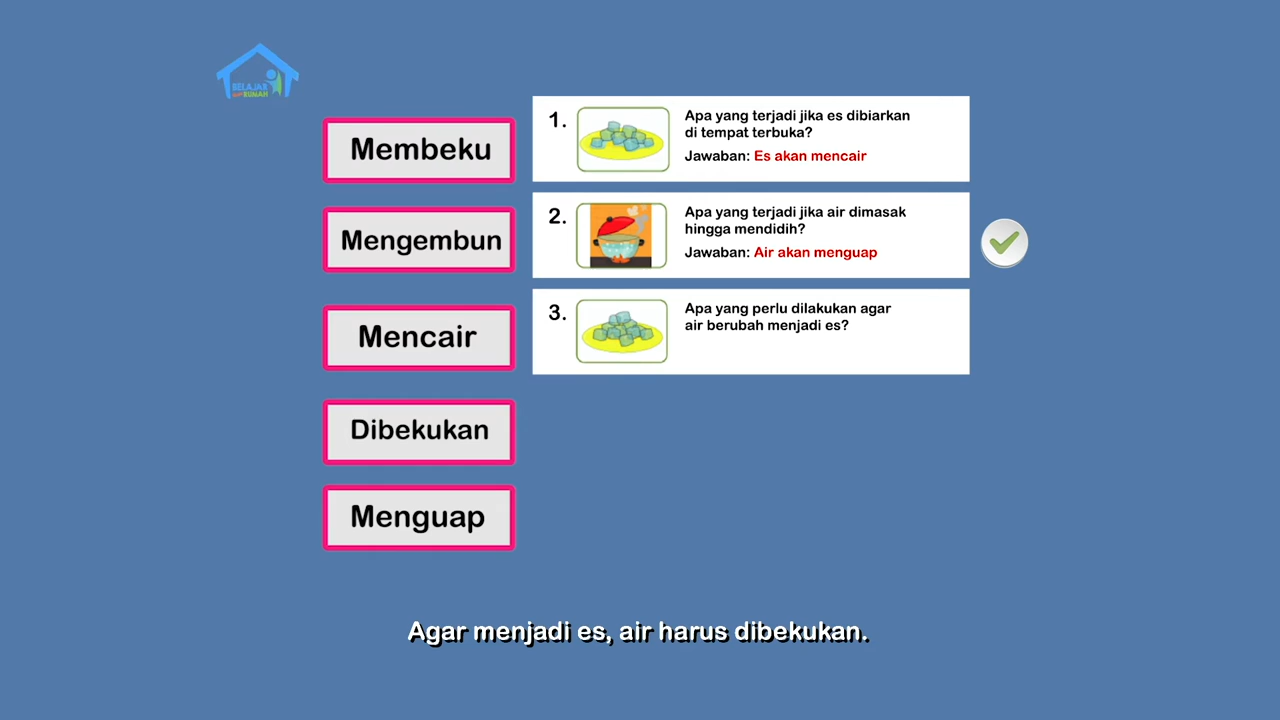 BELAJAR
RUMAH
Membeku
Mengembun
Mencair
Dibekukan
Menguap
1.
Apa yang terjadi jika es dibiarkan
di tempat terbuka?
Jawaban: Es akan mencair
2.
Apa yang terjadi jika air dimasak
hingga mendidih?
Jawaban: Air akan menguap
3.
Apa yang perlu dilakukan agar
air berubah menjadi es?
Agar menjadi es, air harus dibekukan.